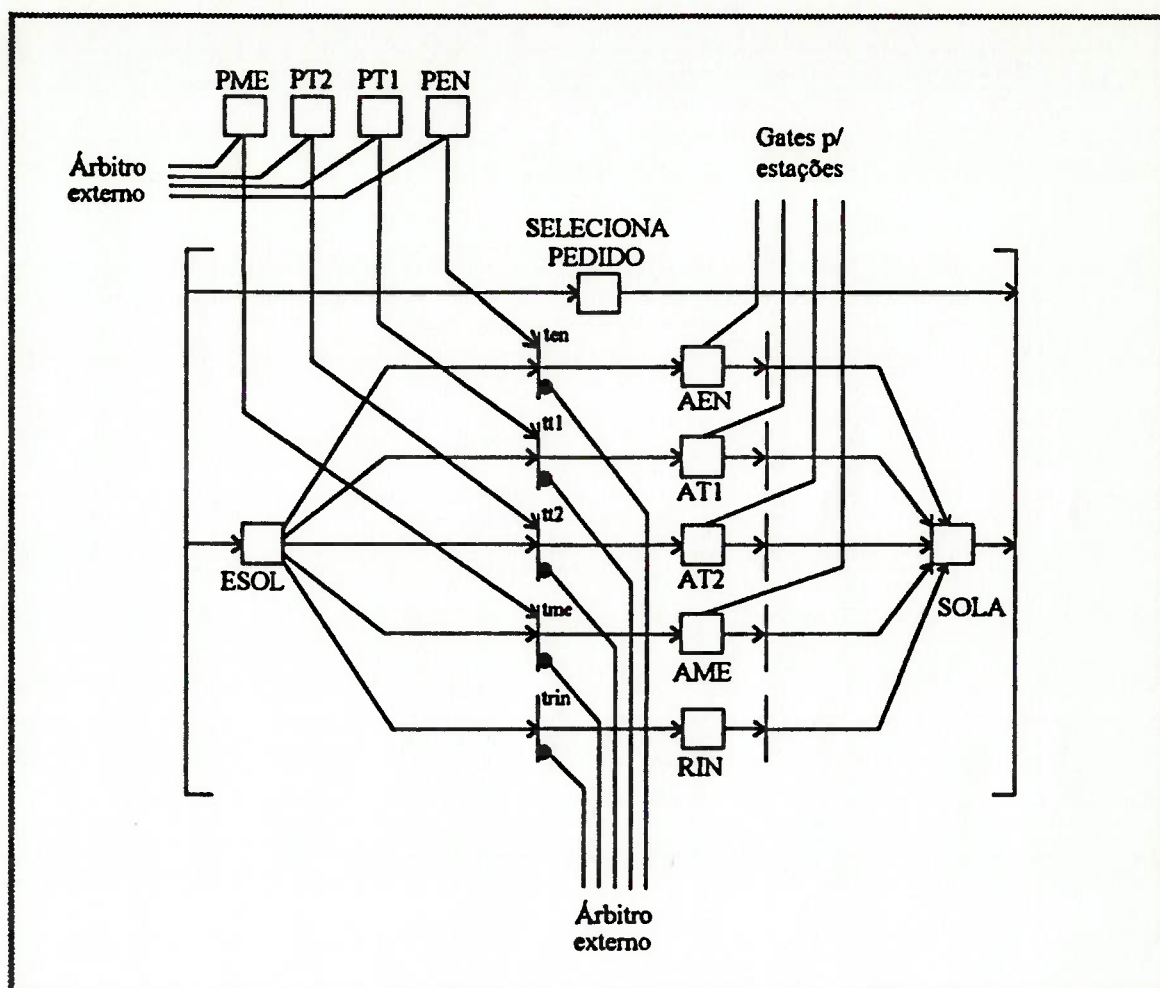 PME PT2 PT1 PEN
Árbitro
externo
Gates p/
estações
SELECIONA
PEDIDO
ten
AEN
tt1
AT1
tt2
ESOL
AT2
SOLA
tme
AME
trin
RIN
Árbitro
externo